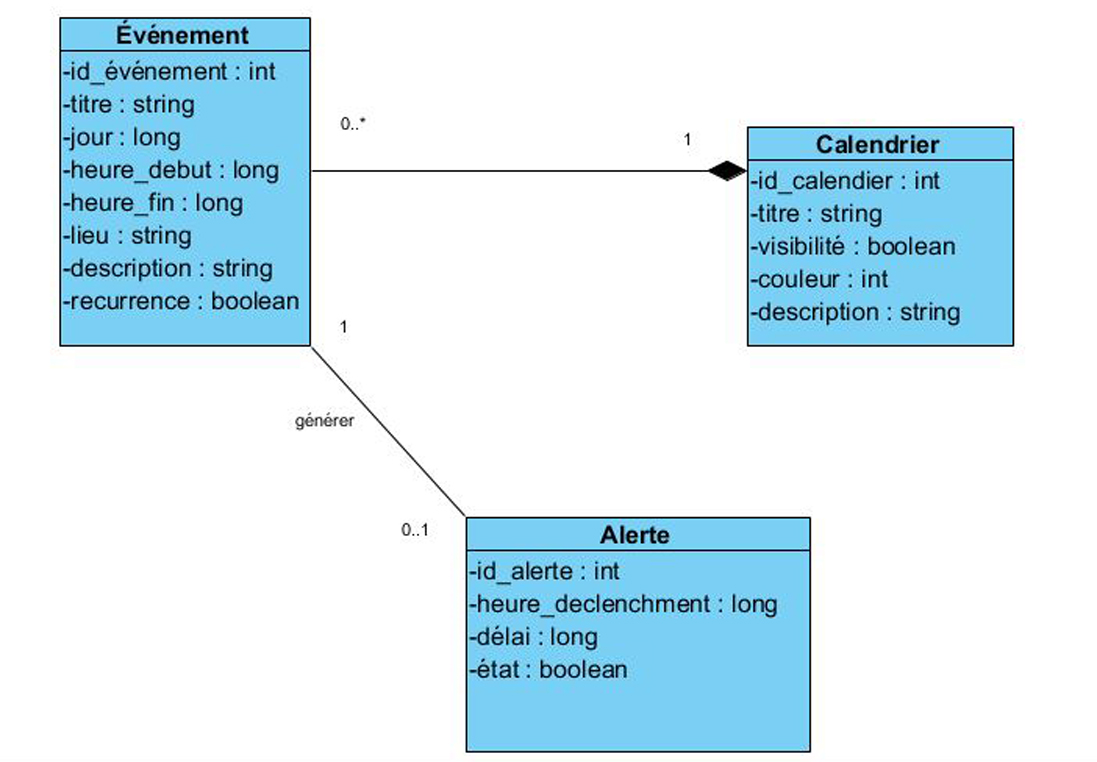 Événement
-id_événement : int
-titre : string
-jour : long
-heure_debut : long
-heure_fin : long
-lieu : string
-description : string
-recurrence : boolean
0..*
1
Calendrier
-id_calendier : int
-titre : string
-visibilité : boolean
-couleur : int
-description : string
1
générer
0..1
Alerte
-id_alerte : int
-heure_declenchment : long
-délai : long
-état : boolean